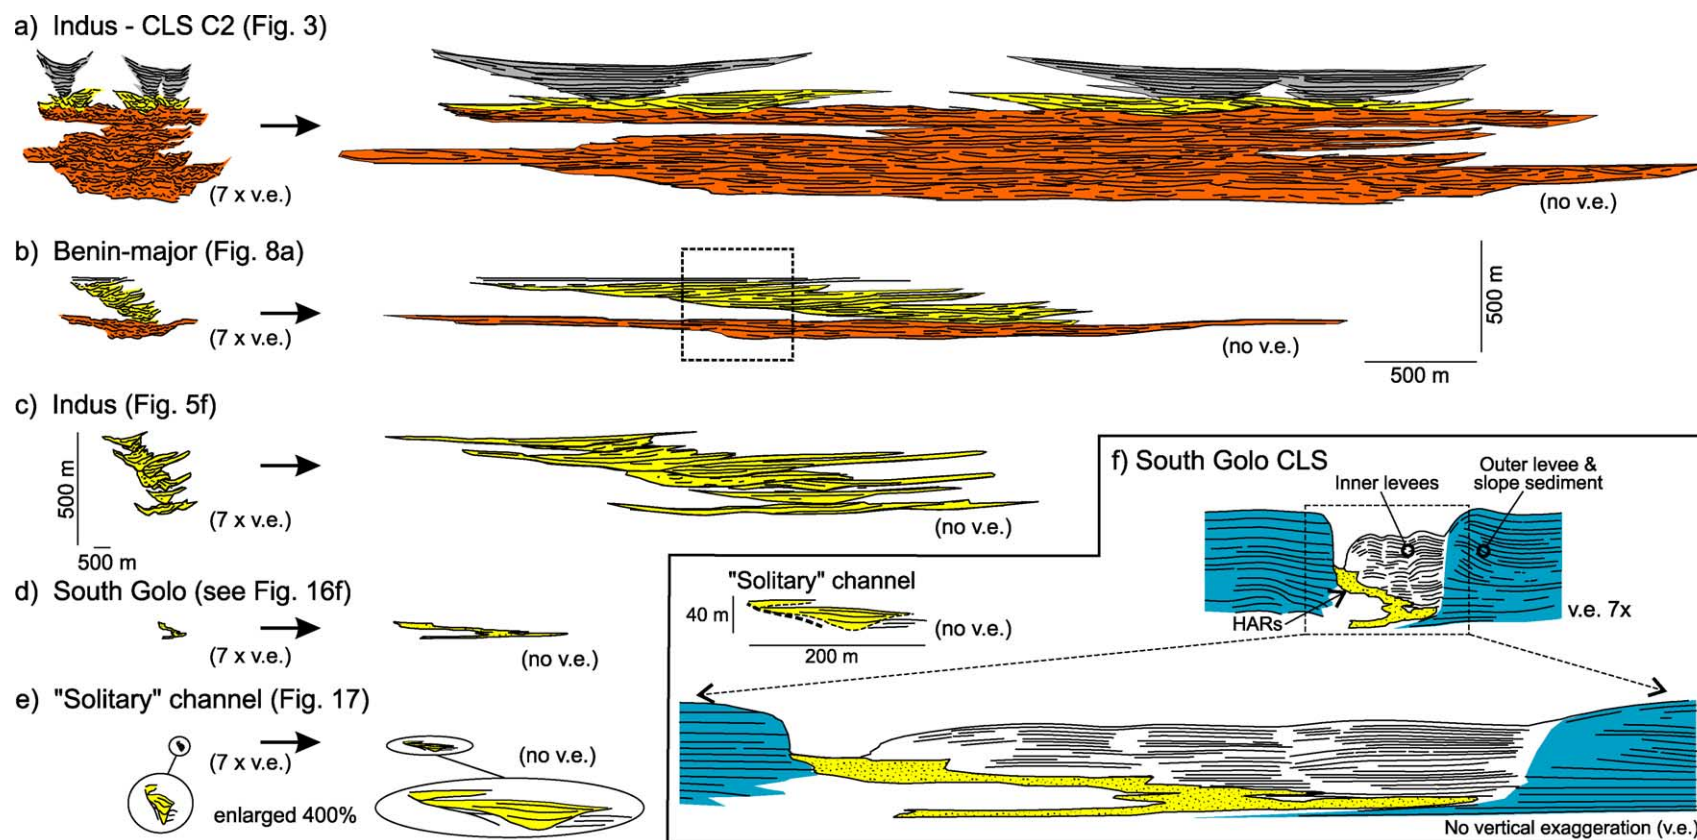 a) Indus - CLS C2 (Fig. 3)
(7 x v.e.)
(no v.e.)
b) Benin-major (Fig. 8a)
(7 x v.e.)
(no v.e.)
500 m
500 m
c) Indus (Fig. 5f)
500 m
500 m
(7 x v.e.)
(no v.e.)
d) South Golo (see Fig. 16f)
(7 x v.e.)
(no v.e.)
e) "Solitary" channel (Fig. 17)
(7 x v.e.)
(no v.e.)
enlarged 400%
"Solitary" channel
40 m
(no v.e.)
200 m
f) South Golo CLS
Inner levees
Outer levee &
slope sediment
HARs
v.e. 7x
No vertical exaggeration (v.e.)